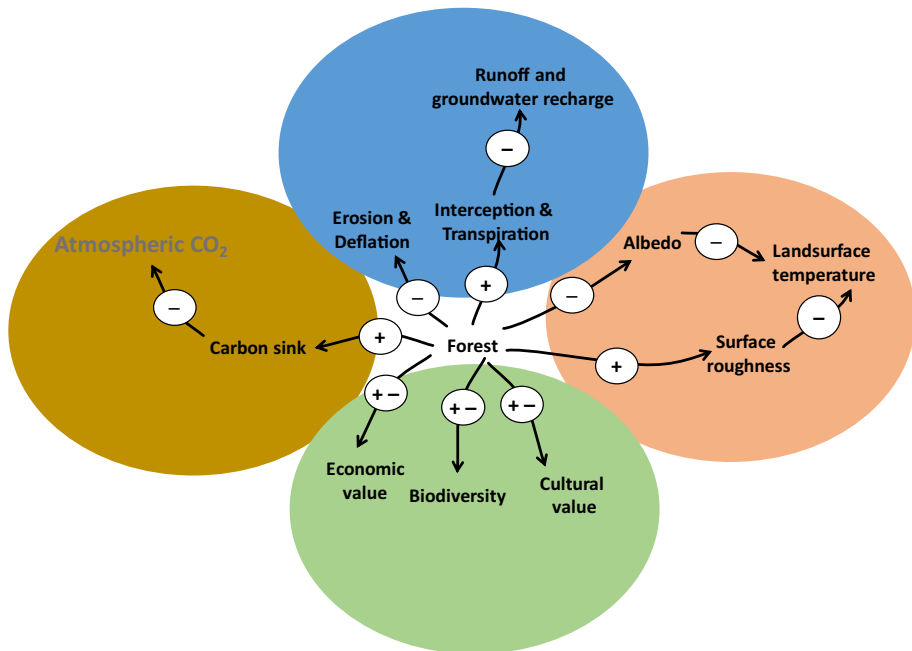 Runoff and
groundwater recharge
−
Erosion &
Deflation
Interception &
Transpiration
Albedo
−
Landsurface
temperature
Atmospheric CO₂
−
+
−
−
−
Carbon sink
+
Forest
+
Surface
roughness
+ −
+ −
+ −
Economic
value
Biodiversity
Cultural
value